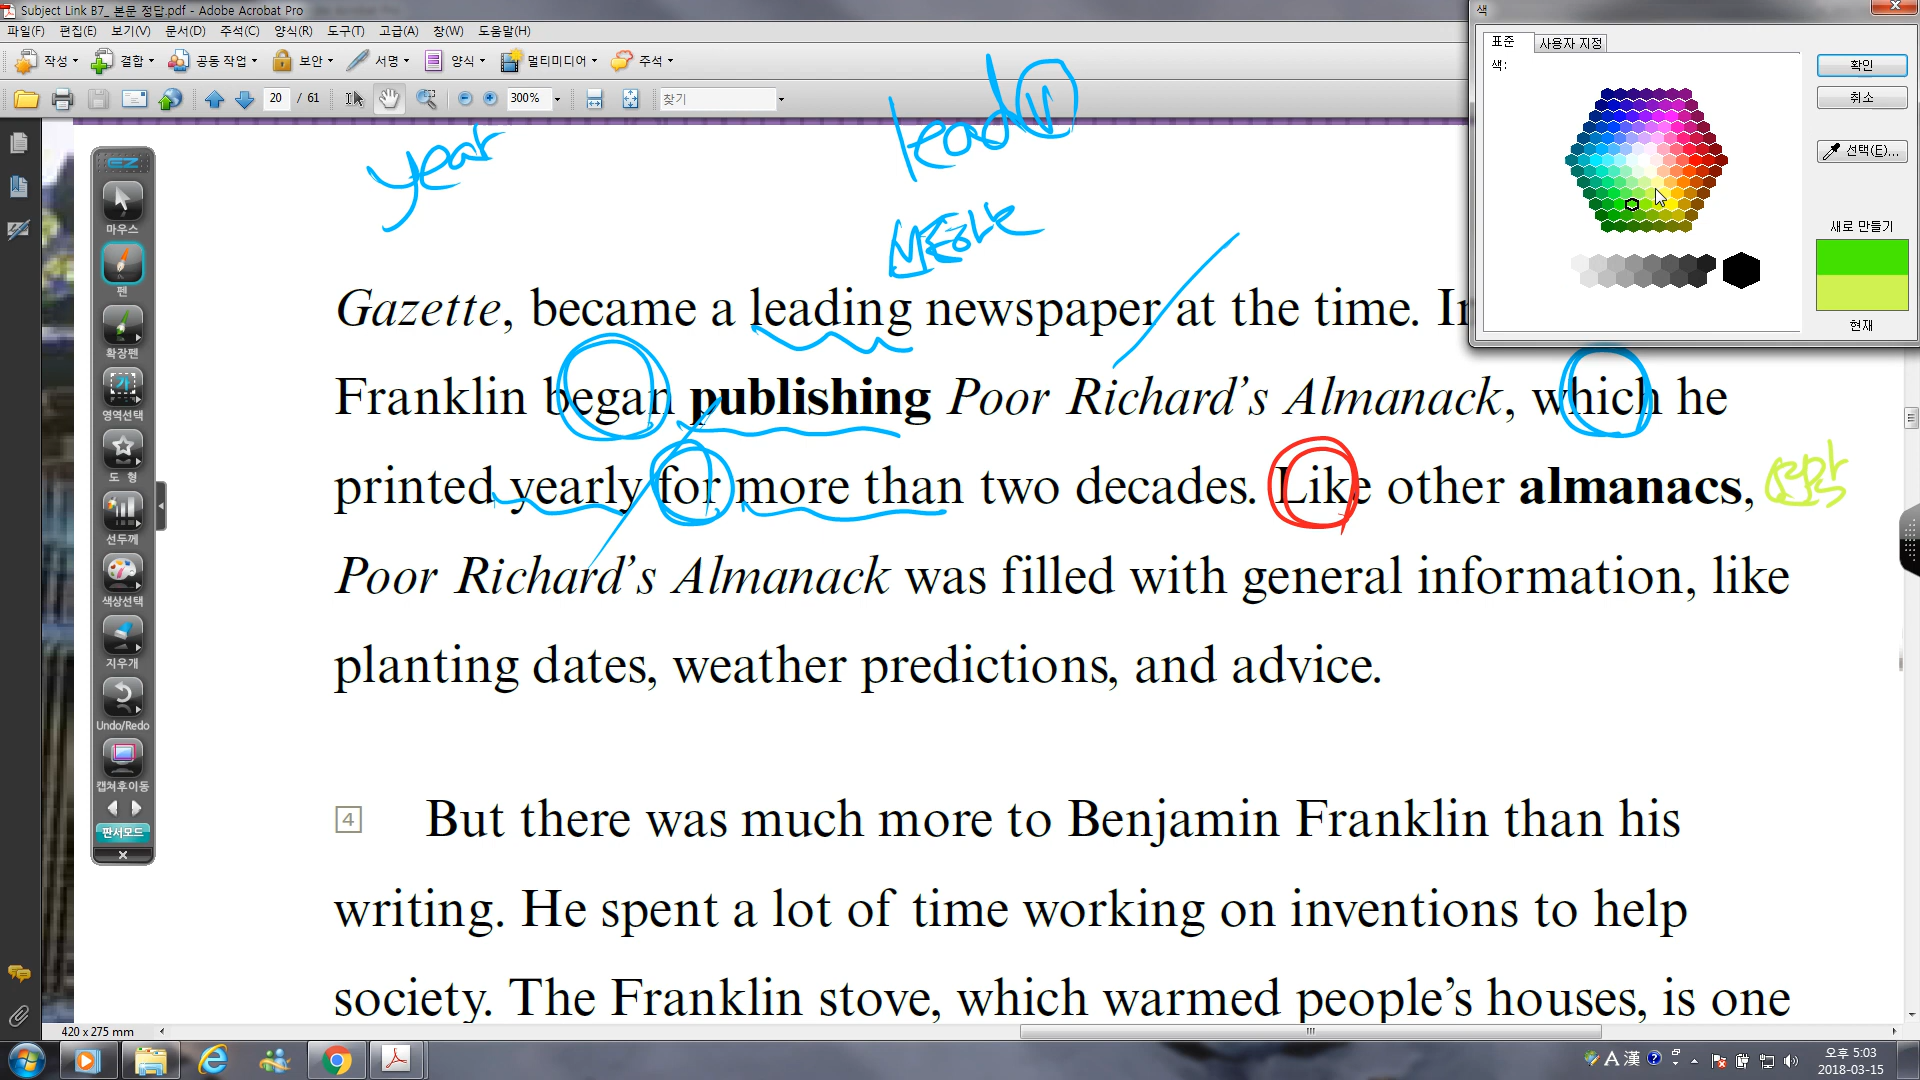 Subject Link B7_ 본문 정답.pdf - Adobe Acrobat Pro
파일(F) 편집(E) 보기(V) 문서(D) 주석(C) 양식(R) 도구(T) 고급(A) 창(W) 도움말(H)
작성 결합 공동 작업 보안 서명 양식 멀티미디어 주석
20 / 61 300% 찾기
색
표준 사용자 지정
색:
확인
취소
선택(E)...
새로 만들기
현재
EZ
마우스
펜
확장펜
영역선택
도 형
선두께
색상선택
지우개
Undo/Redo
캡쳐후이동
판서모드
year
lead V
Gazette, became a leading newspaper at the time. In
Franklin began publishing Poor Richard's Almanack, which he
printed yearly for more than two decades. Like other almanacs,
Poor Richard's Almanack was filled with general information, like
planting dates, weather predictions, and advice.
4 But there was much more to Benjamin Franklin than his
writing. He spent a lot of time working on inventions to help
society. The Franklin stove, which warmed people's houses, is one
420 x 275 mm
A 漢
오후 5:03
2018-03-15